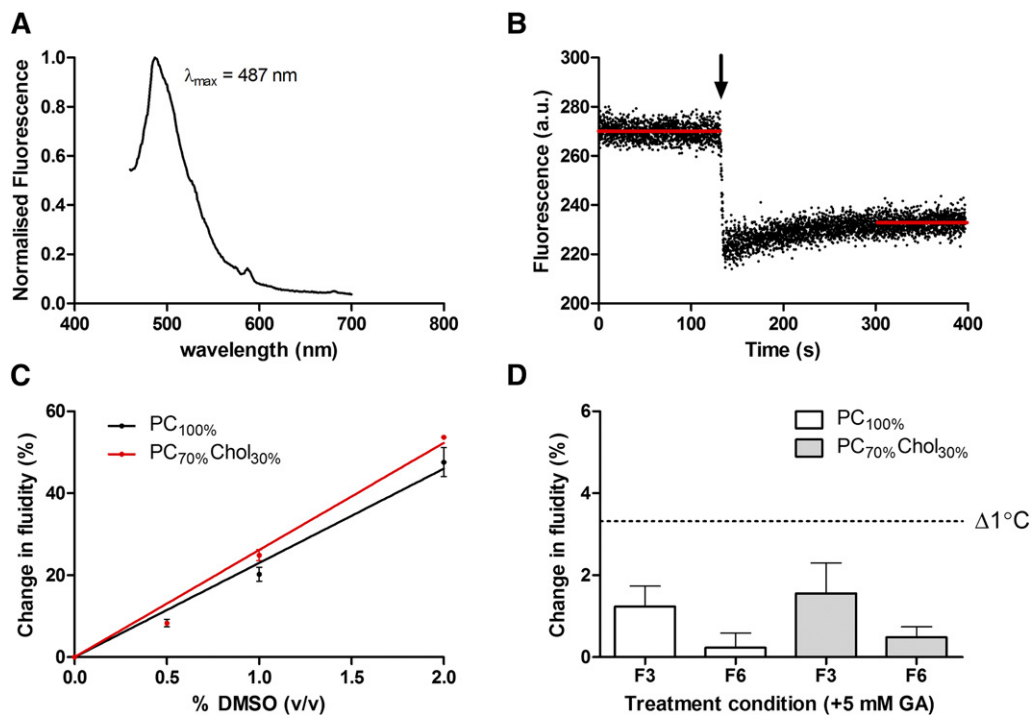 A
Normalised Fluorescence
1.0
0.8
0.6
0.4
0.2
0.0
λmax = 487 nm
400 500 600 700 800
wavelength (nm)
B
Fluorescence (a.u.)
300
280
260
240
220
200
0 100 200 300 400
Time (s)
C
Change in fluidity (%)
60
40
20
0
PC100%
PC70%Chol30%
0.0 0.5 1.0 1.5 2.0
% DMSO (v/v)
D
Change in fluidity (%)
6
4
2
0
PC100%
PC70%Chol30%
Δ1°C
F3 F6 F3 F6
Treatment condition (+5 mM GA)